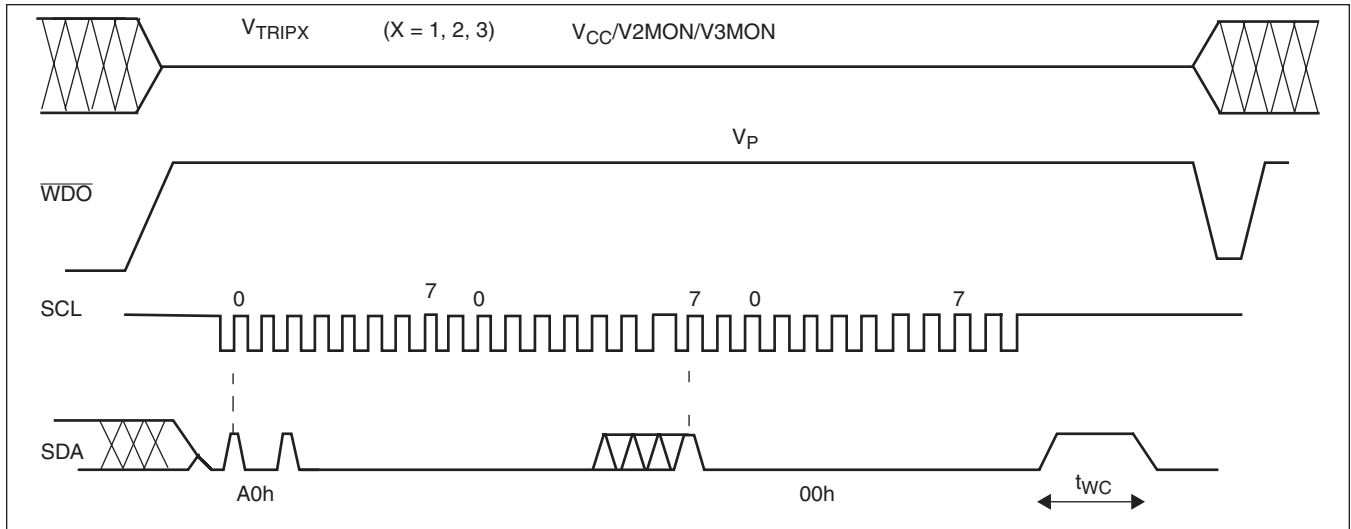 VTRIPX (X = 1, 2, 3) VCC/V2MON/V3MON
VP
WDO
0 7 0 7 0 7
SCL
SDA
A0h 00h tWC